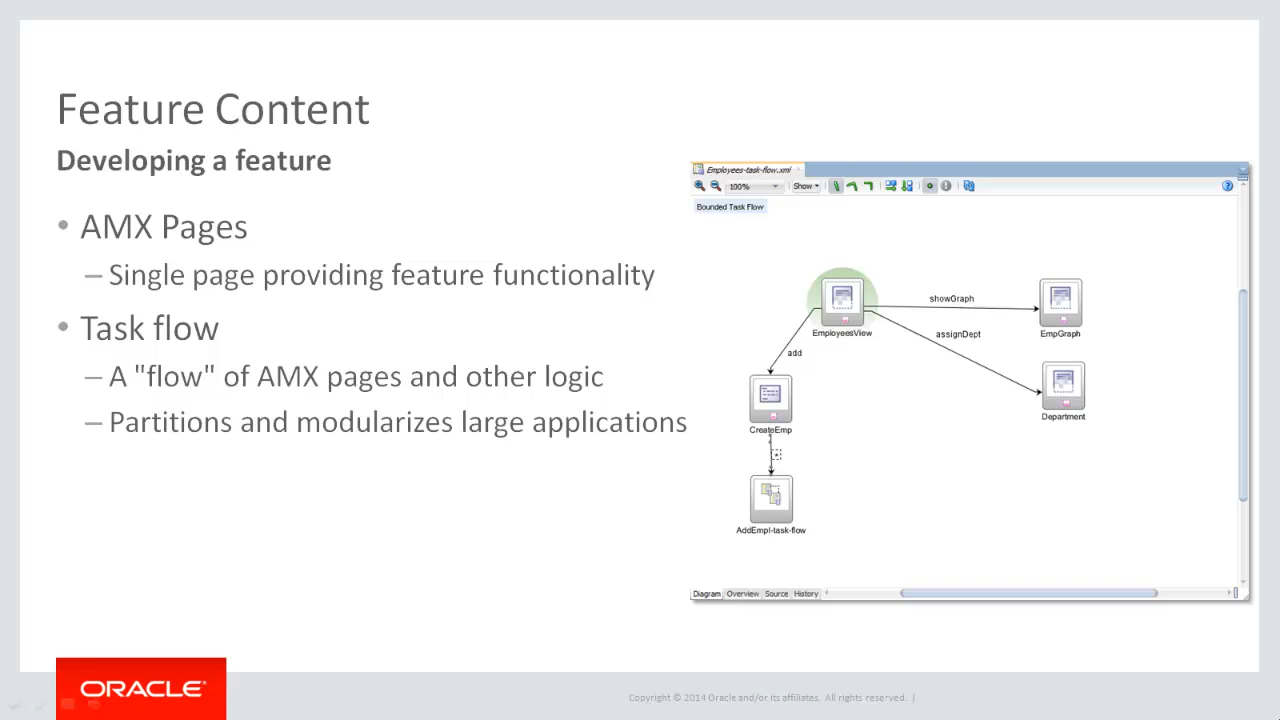 Feature Content
Developing a feature
• AMX Pages
– Single page providing feature functionality
• Task flow
– A "flow" of AMX pages and other logic
– Partitions and modularizes large applications
Employees-task-flow.xml
100%
Show
Bounded Task Flow
EmployeesView
showGraph
EmpGraph
assignDept
Department
add
CreateEmp
*
AddEmpl-task-flow
Diagram Overview Source History
ORACLE®
Copyright © 2014 Oracle and/or its affiliates. All rights reserved. |